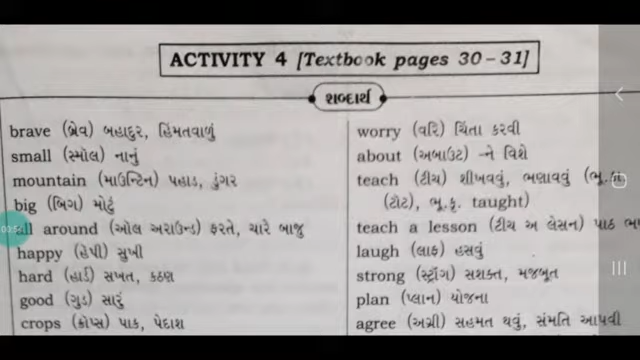 ACTIVITY 4 [Textbook pages 30-31]
શબ્દાર્થ
brave (બ્રેવ) બહાદુર, હિંમતવાળું
small (સ્મૉલ) નાનું
mountain (માઉન્ટિન) પહાડ, ડુંગર
big (બિગ) મોટું
all around (ઑલ અરાઉન્ડ) ફરતે, ચારે બાજુ
happy (હૅપી) સુખી
hard (હાર્ડ) સખત, કઠણ
good (ગુડ) સારું
crops (ક્રોપ્સ) પાક, પેદાશ
worry (વરિ) ચિંતા કરવી
about (અબાઉટ) -ને વિશે
teach (ટીચ) શીખવવું, ભણાવવું (ભૂ.કા.
(ટૉટ), ભૂ.કૃ. taught)
teach a lesson (ટીચ અ લેસન) પાઠ
laugh (લાફ) હસવું
strong (સ્ટ્રૉંગ) સશક્ત, મજબૂત
plan (પ્લાન) યોજના
agree (અગ્રી) સહમત થવું, સંમતિ આપવી